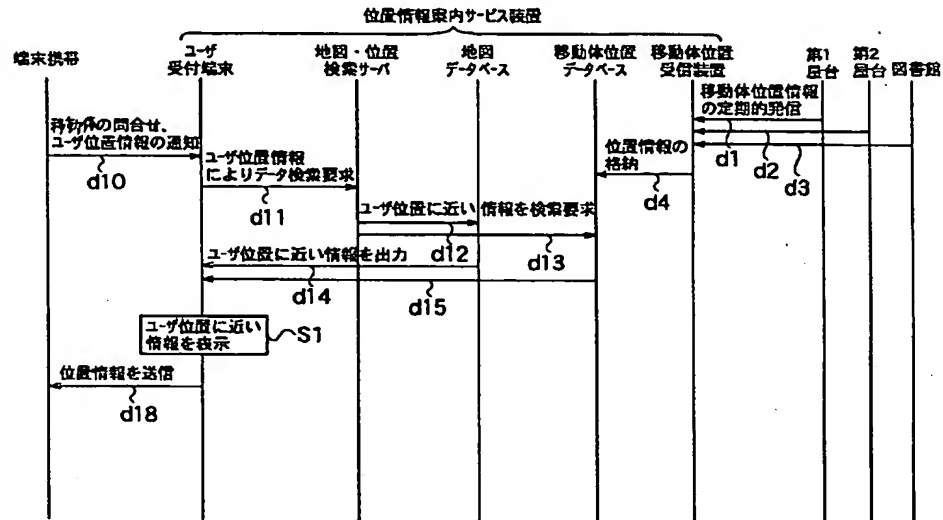 位置情報案内サービス装置
端末携帯
ユーザ
受付端末
地図・位置
検索サーバ
地図
データベース
移動体位置
データベース
移動体位置
受信装置
第1
屋台
第2
屋台
図書館
移動体位置情報
の定期的発信
移動体の問合せ、
ユーザ位置情報の通知
d10
ユーザ位置情報
によりデータ検索要求
d11
位置情報の
格納
d1
d2
d3
d4
ユーザ位置に近い情報を検索要求
d12
d13
ユーザ位置に近い情報を出力
d14
d15
ユーザ位置に近い
情報を表示
S1
位置情報を送信
d18